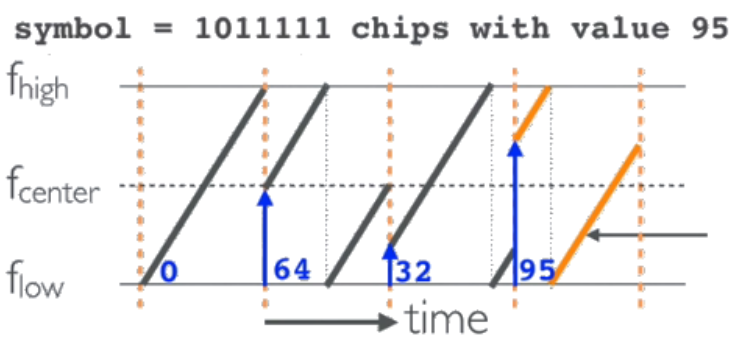 symbol = 1011111 chips with value 95
fhigh
fcenter
flow
0
64
32
95
time